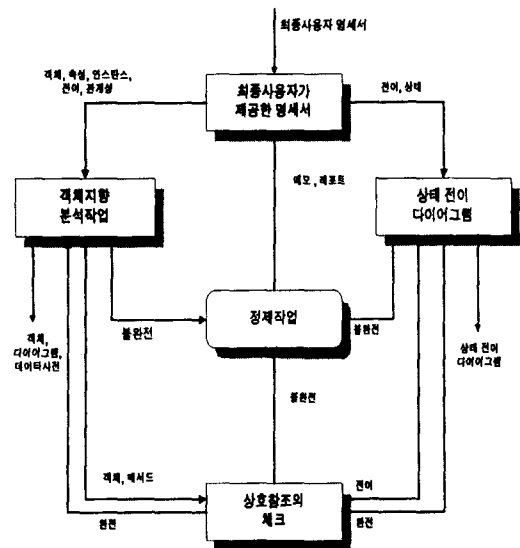 최종사용자 명세서
객체, 속성, 인스탄스,
전이, 관계성
최종사용자가
제공한 명세서
전이, 상태
메모, 레포트
객체지향
분석작업
상태 전이
다이어그램
정제작업
불완전
불완전
객체,
다이어그램,
데이타사전
상태 전이
다이어그램
불완전
객체, 메서드
전이
상호참조의
체크
완전
완전